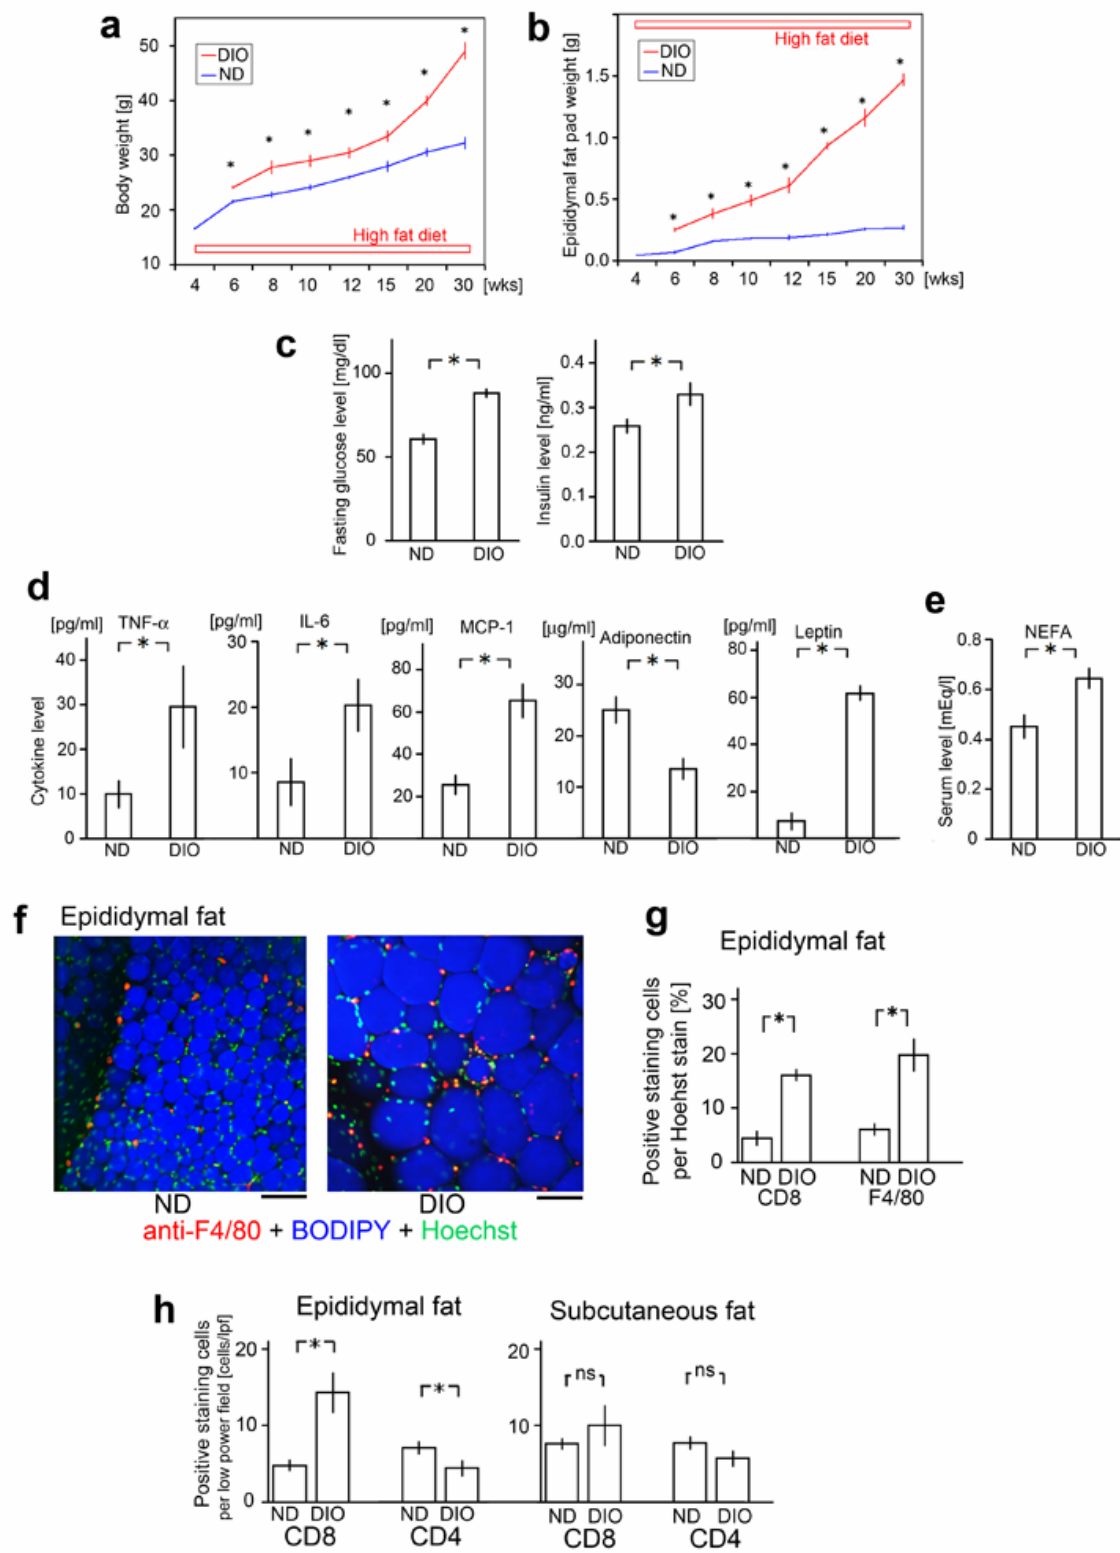 a
DIO
ND
Body weight [g]
50
40
30
20
10
* * * * * * *
High fat diet
4 6 8 10 12 15 20 30 [wks]
b
High fat diet
DIO
ND
Epididymal fat pad weight [g]
1.5
1.0
0.5
0.0
* * * * * * *
4 6 8 10 12 15 20 30 [wks]
c
Fasting glucose level [mg/dl]
100
50
0
*
ND DIO
Insulin level [ng/ml]
0.4
0.3
0.2
0.1
0.0
*
ND DIO
d
Cytokine level
[pg/ml] TNF-α
*
40
30
20
10
0
ND DIO
[pg/ml] IL-6
*
30
20
10
ND DIO
[pg/ml] MCP-1
*
80
60
40
20
ND DIO
[μg/ml] Adiponectin
*
30
20
10
ND DIO
[pg/ml] Leptin
*
80
60
40
20
ND DIO
e
NEFA
*
Serum level [mEq/l]
0.8
0.6
0.4
0.2
0
ND DIO
f
Epididymal fat
ND DIO
anti-F4/80 + BODIPY + Hoechst
g
Epididymal fat
Positive staining cells
per Hoehst stain [%]
30
20
10
0
* *
ND DIO ND DIO
CD8 F4/80
h
Epididymal fat
Positive staining cells
per low power field [cells/lpf]
20
10
0
* *
ND DIO ND DIO
CD8 CD4
Subcutaneous fat
20
10
ns ns
ND DIO ND DIO
CD8 CD4